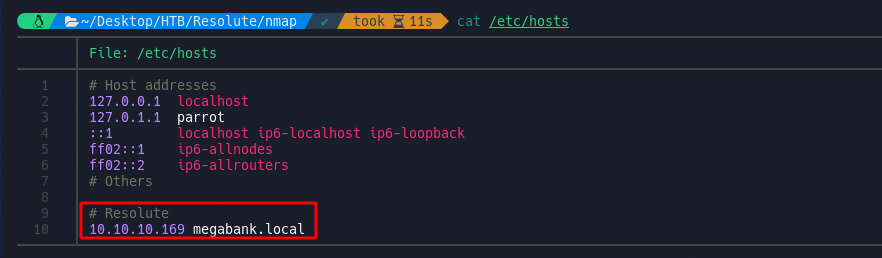 ~/Desktop/HTB/Resolute/nmap ✔ took 11s cat /etc/hosts
File: /etc/hosts
1 # Host addresses
2 127.0.0.1 localhost
3 127.0.1.1 parrot
4 ::1 localhost ip6-localhost ip6-loopback
5 ff02::1 ip6-allnodes
6 ff02::2 ip6-allrouters
7 # Others
8
9 # Resolute
10 10.10.10.169 megabank.local